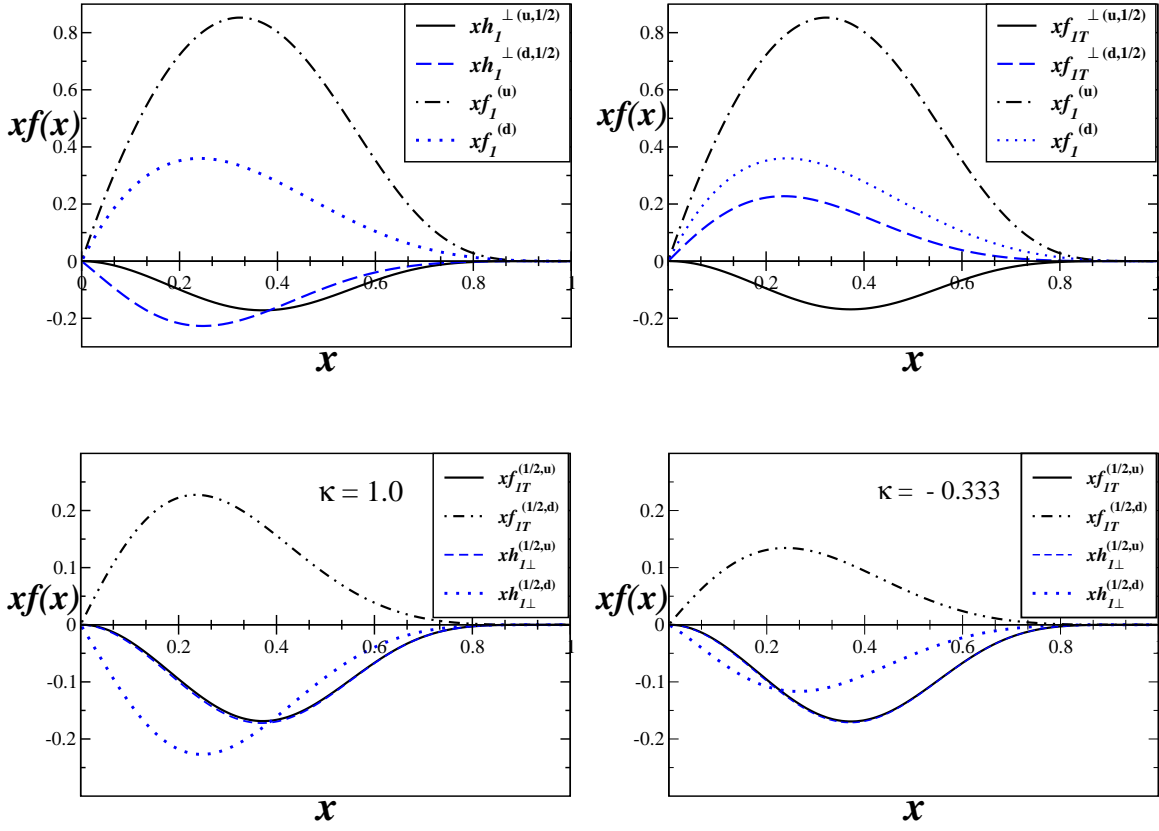 0.8
0.6
0.4
0.2
0
-0.2
xf(x)
0 0.2 0.4 0.6 0.8 1
x
xh₁^⊥(u,1/2)
xh₁^⊥(d,1/2)
xf₁^(u)
xf₁^(d)
0.8
0.6
0.4
0.2
0
-0.2
xf(x)
0.2 0.4 0.6 0.8
x
xf₁T^⊥(u,1/2)
xf₁T^⊥(d,1/2)
xf₁^(u)
xf₁^(d)
0.2
0.1
0
-0.1
-0.2
xf(x)
0.2 0.4 0.6 0.8 1
x
κ = 1.0
xf₁T^(1/2,u)
xf₁T^(1/2,d)
xh₁⊥^(1/2,u)
xh₁⊥^(1/2,d)
0.2
0.1
0
-0.1
-0.2
xf(x)
0.2 0.4 0.6 0.8
x
κ = - 0.333
xf₁T^(1/2,u)
xf₁T^(1/2,d)
xh₁⊥^(1/2,u)
xh₁⊥^(1/2,d)